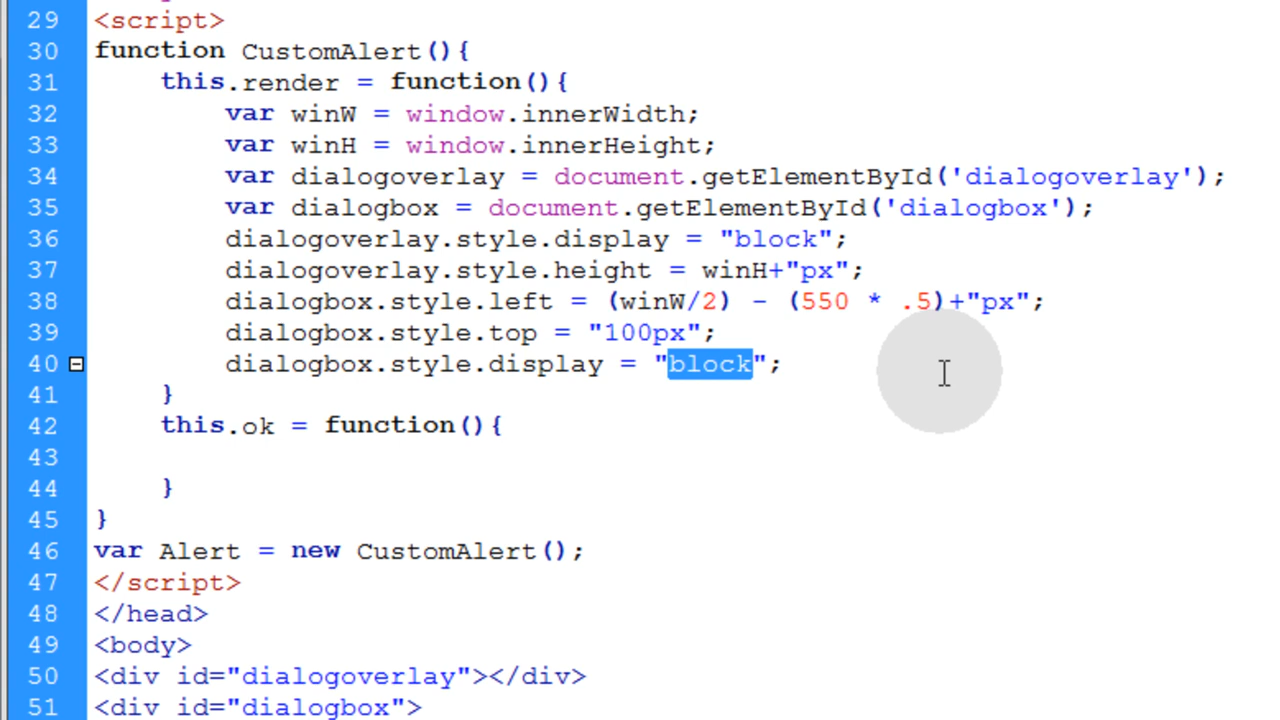 29 <script>
30 function CustomAlert(){
31 this.render = function(){
32 var winW = window.innerWidth;
33 var winH = window.innerHeight;
34 var dialogoverlay = document.getElementById('dialogoverlay');
35 var dialogbox = document.getElementById('dialogbox');
36 dialogoverlay.style.display = "block";
37 dialogoverlay.style.height = winH+"px";
38 dialogbox.style.left = (winW/2) - (550 * .5)+"px";
39 dialogbox.style.top = "100px";
40 dialogbox.style.display = "block";
41 }
42 this.ok = function(){
43
44 }
45 }
46 var Alert = new CustomAlert();
47 </script>
48 </head>
49 <body>
50 <div id="dialogoverlay"></div>
51 <div id="dialogbox">